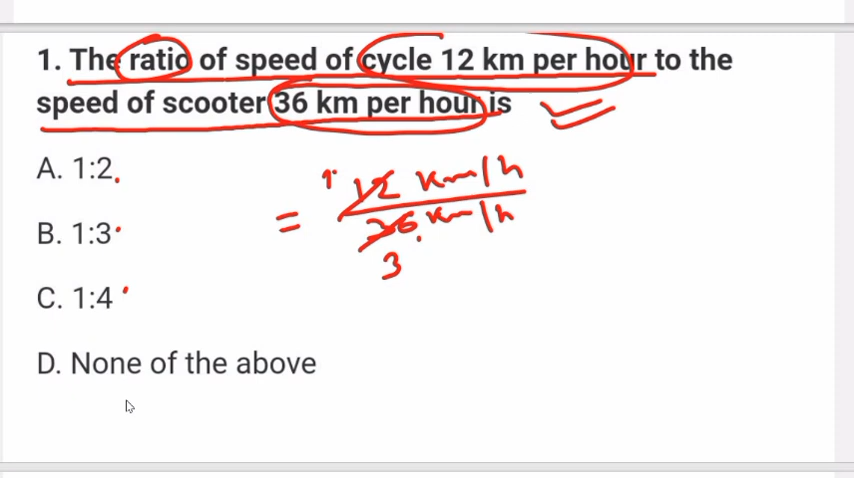 1. The ratio of speed of cycle 12 km per hour to the
speed of scooter 36 km per hour is
A. 1:2
B. 1:3
C. 1:4
D. None of the above
1
= 12 km/h
36 km/h
3